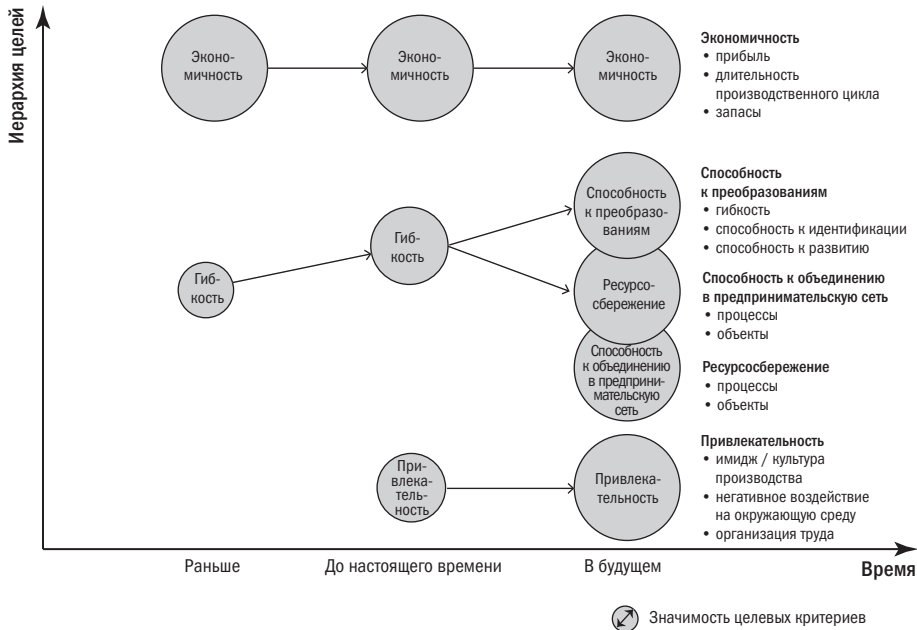 Иерархия целей
Эконо-
мичность
Эконо-
мичность
Эконо-
мичность
Экономичность
• прибыль
• длительность
производственного цикла
• запасы
Гиб-
кость
Гиб-
кость
Способность
к преобразо-
ваниям
Ресурсо-
сбережение
Способность
к объединению
в предприни-
мательскую
сеть
Способность
к преобразованиям
• гибкость
• способность к идентификации
• способность к развитию
Способность к объединению
в предпринимательскую сеть
• процессы
• объекты
Ресурсосбережение
• процессы
• объекты
При-
влека-
тель-
ность
Привлека-
тельность
Привлекательность
• имидж / культура
производства
• негативное воздействие
на окружающую среду
• организация труда
Раньше
До настоящего времени
В будущем
Время
Значимость целевых критериев